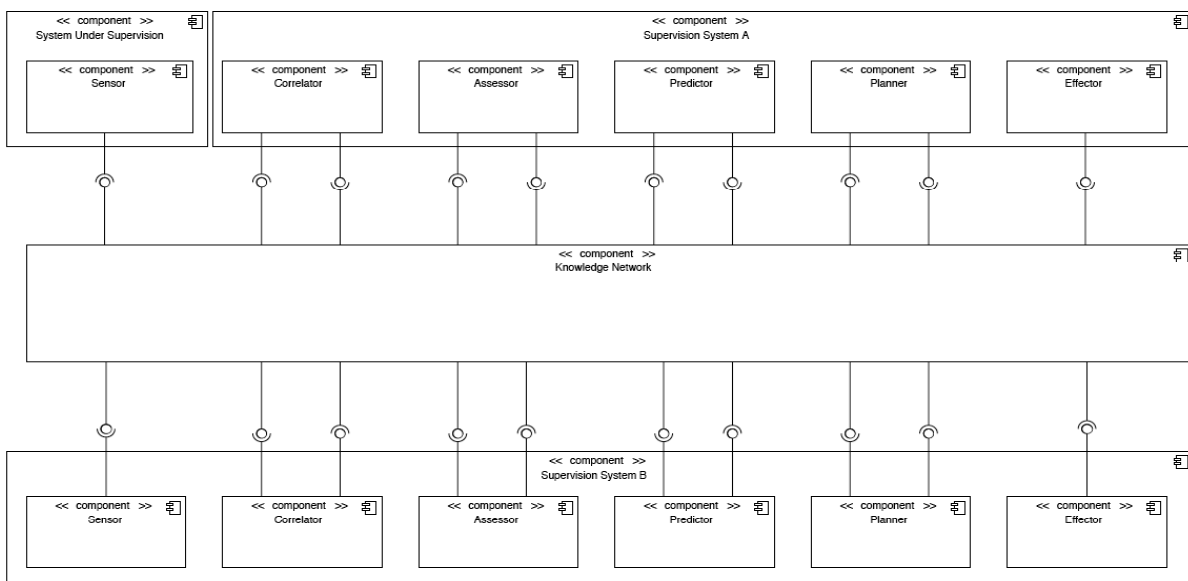 << component >>
System Under Supervision
<< component >>
Supervision System A
<< component >>
Sensor
<< component >>
Correlator
<< component >>
Assessor
<< component >>
Predictor
<< component >>
Planner
<< component >>
Effector
<< component >>
Knowledge Network
<< component >>
Supervision System B
<< component >>
Sensor
<< component >>
Correlator
<< component >>
Assessor
<< component >>
Predictor
<< component >>
Planner
<< component >>
Effector